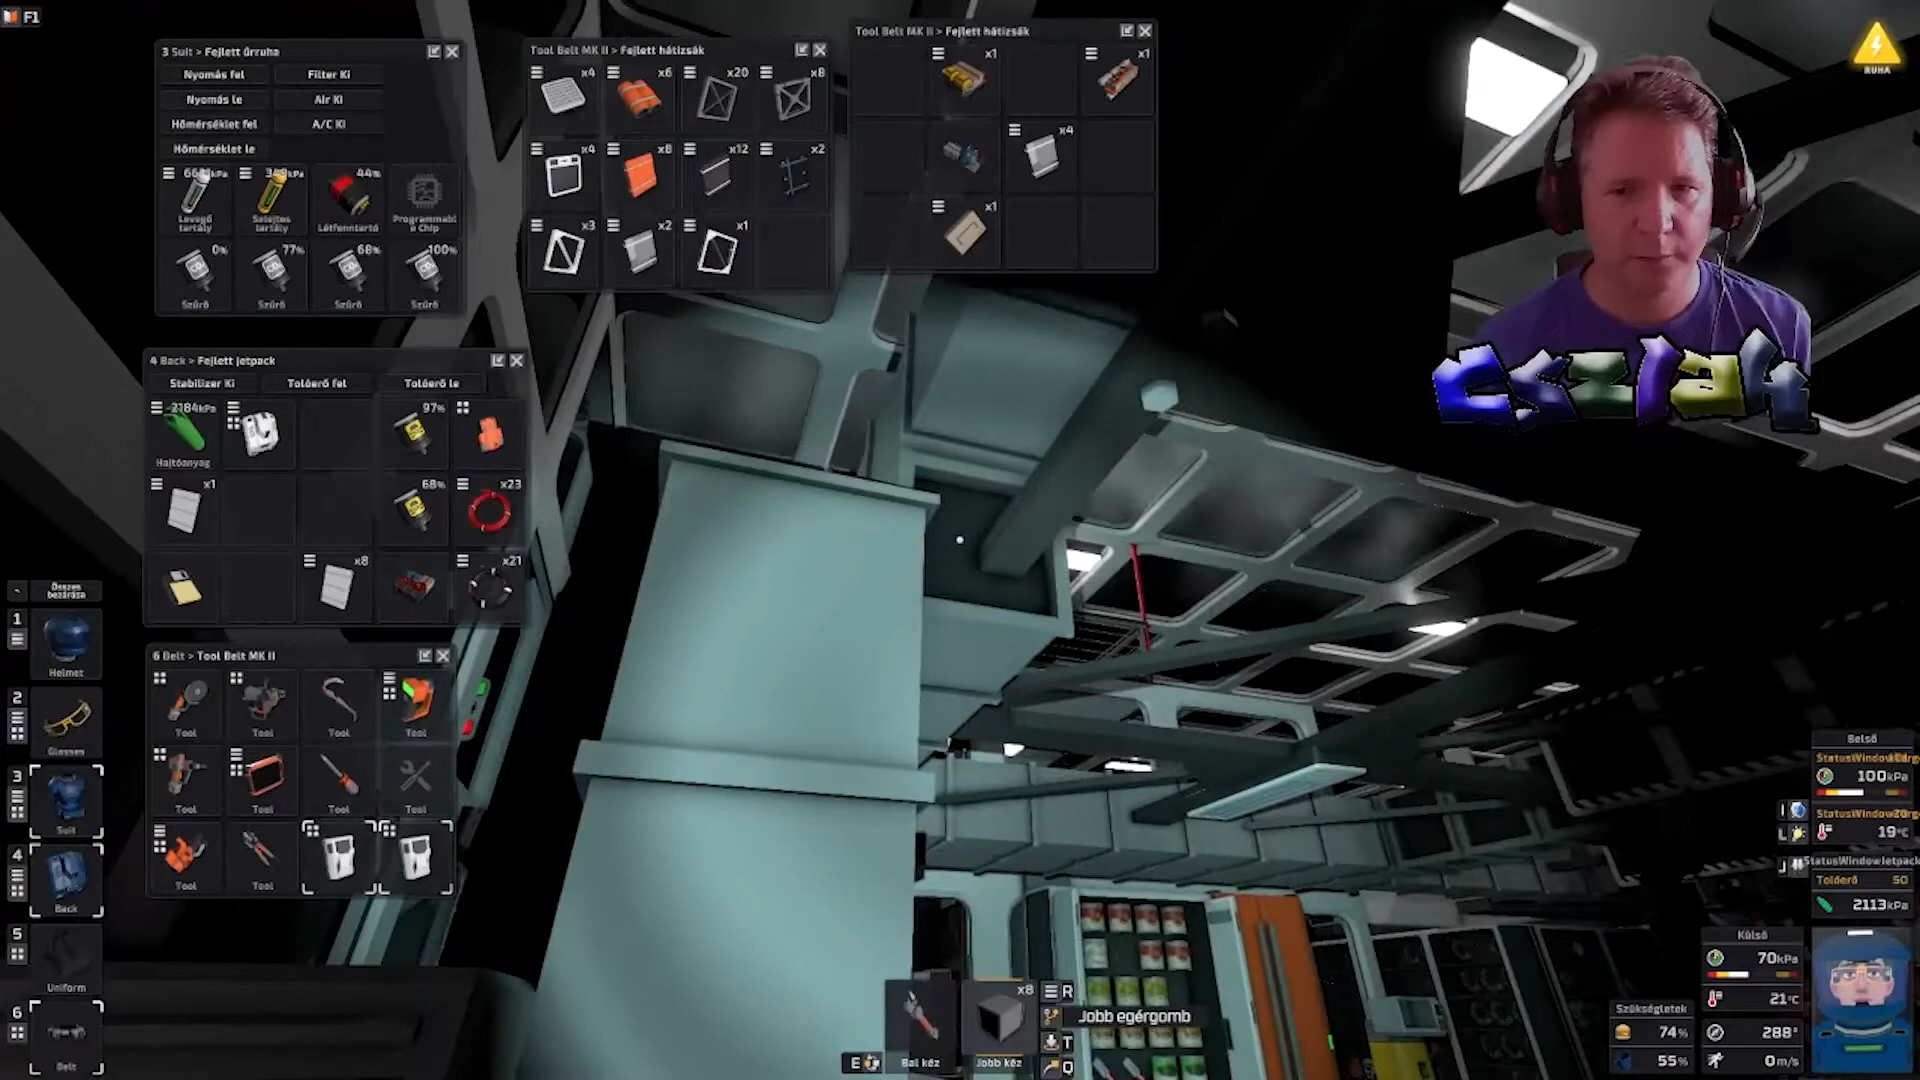 F1
3 Suit > Fejlett űrruha
Nyomás fel
Filter Ki
Nyomás le
Air Ki
Hőmérséklet fel
A/C Ki
Hőmérséklet le
44%
Levegő tartály
Selejtes tartály
Létfenntartó
Programmable Chip
0%
77%
68%
100%
Szűrő
Szűrő
Szűrő
Szűrő
Tool Belt MK II > Fejlett hátizsák
x4
x6
x20
x8
x4
x8
x12
x2
x3
x2
x1
Tool Belt MK II > Fejlett hátizsák
x1
x1
x4
x1
RUHA
cszlak
4 Back > Fejlett jetpack
Stabilizer Ki
Tolóerő fel
Tolóerő le
2184kPa
97%
Hajtóanyag
x1
68%
x23
x8
x21
Összes bezárása
1
Helmet
2
Glasses
3
Suit
4
Back
5
Uniform
6
Belt
6 Belt > Tool Belt MK II
Tool
Tool
Tool
Tool
Tool
Tool
Tool
Tool
Tool
Tool
x8
R
Jobb egérgomb
T
E
Bal kéz
Jobb kéz
Q
Belső
100kPa
I
L
19°C
J
StatusWindowJetpack
Tolóerő
50
2113kPa
Külső
70kPa
21°C
288°
0m/s
Szükségletek
74%
55%